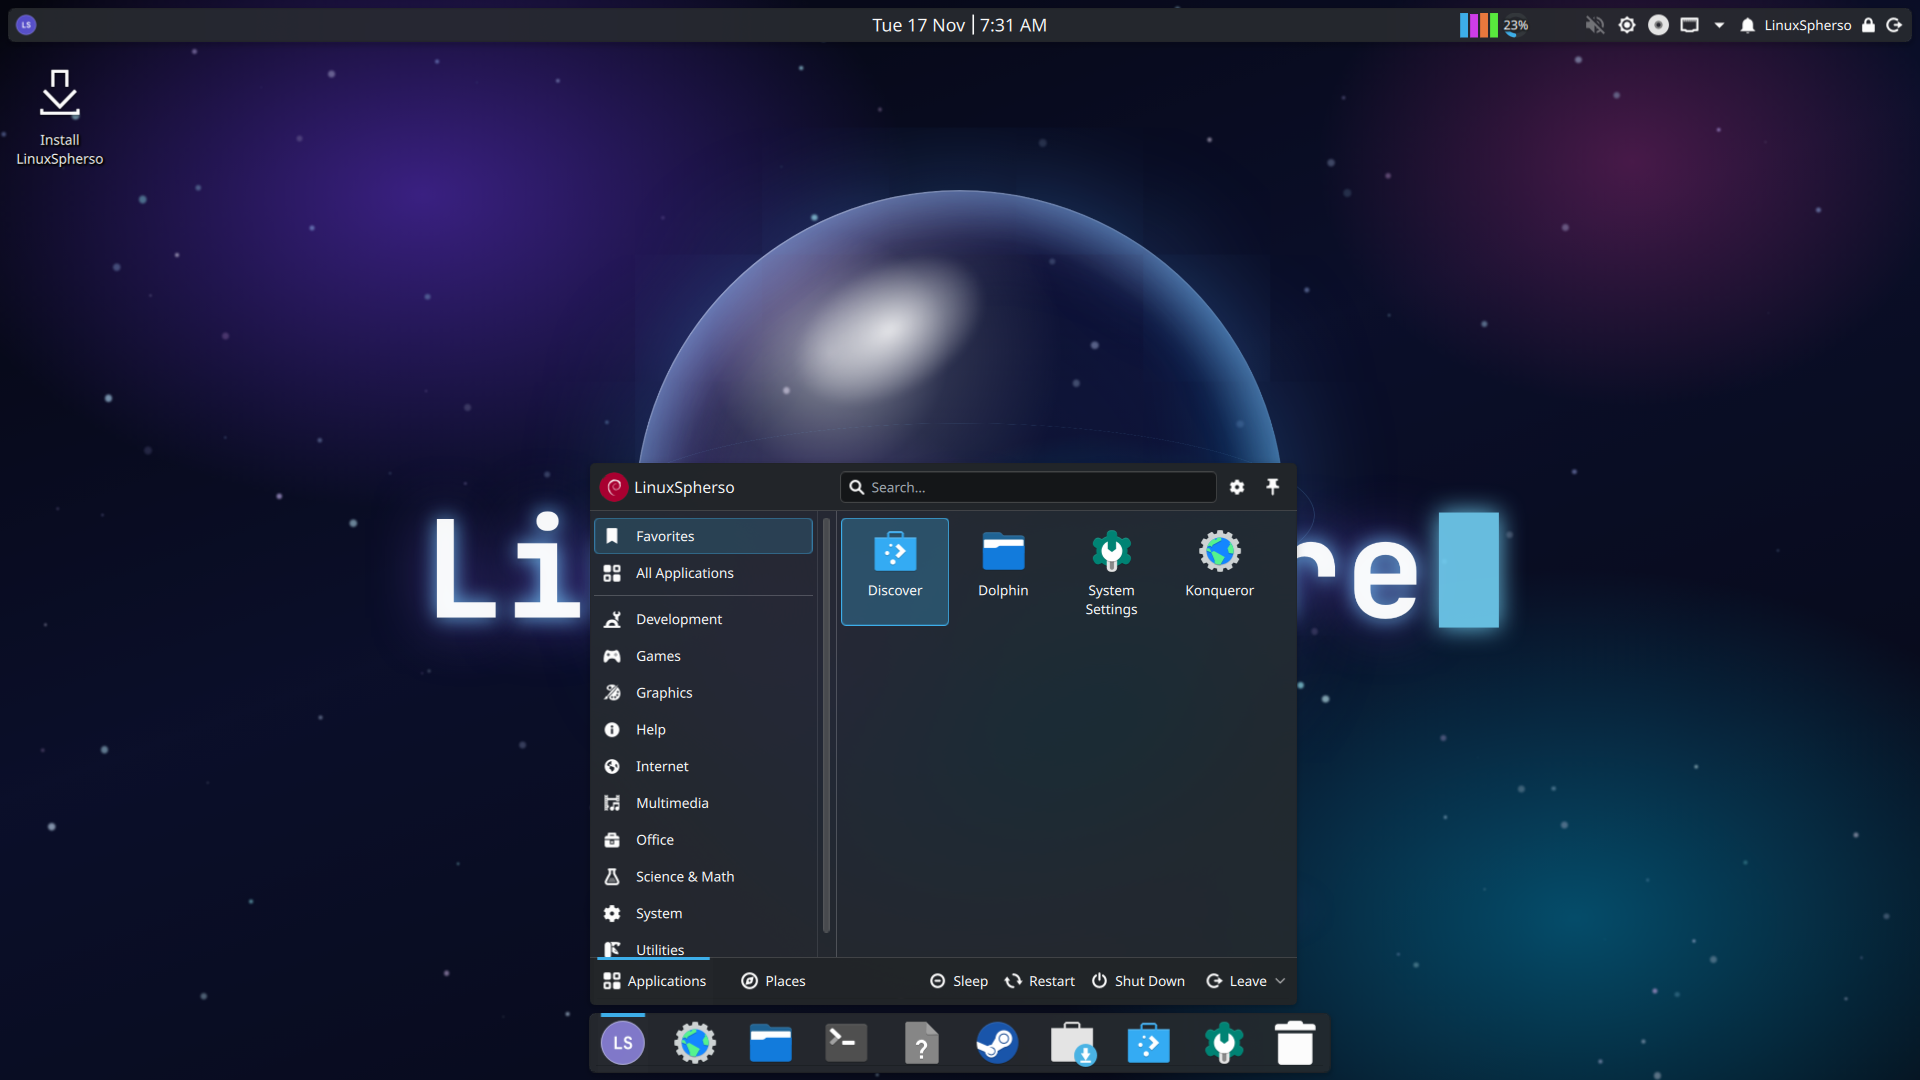 LS
Tue 17 Nov | 7:31 AM
23%
LinuxSpherso
Install
LinuxSpherso
LinuxSpherso
Search...
Favorites
All Applications
Development
Games
Graphics
Help
Internet
Multimedia
Office
Science & Math
System
Utilities
Discover
Dolphin
System
Settings
Konqueror
Li
re
Applications
Places
Sleep
Restart
Shut Down
Leave
LS